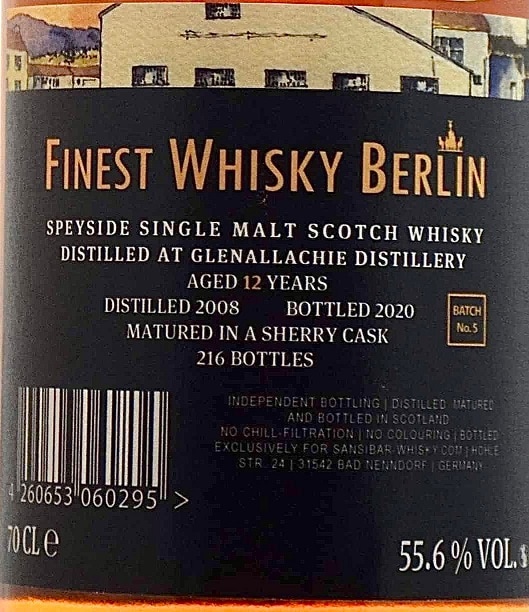 FINEST WHISKY BERLIN
SPEYSIDE SINGLE MALT SCOTCH WHISKY
DISTILLED AT GLENALLACHIE DISTILLERY
AGED 12 YEARS
DISTILLED 2008 BOTTLED 2020
BATCH
No. 5
MATURED IN A SHERRY CASK
216 BOTTLES
INDEPENDENT BOTTLING | DISTILLED, MATURED
AND BOTTLED IN SCOTLAND
NO CHILL-FILTRATION | NO COLOURING | BOTTLED
EXCLUSIVELY FOR SANSIBAR-WHISKY.COM | HOHLE
STR. 24 | 31542 BAD NENNDORF | GERMANY
4 260653 060295 >
70 CL e
55.6 % VOL.